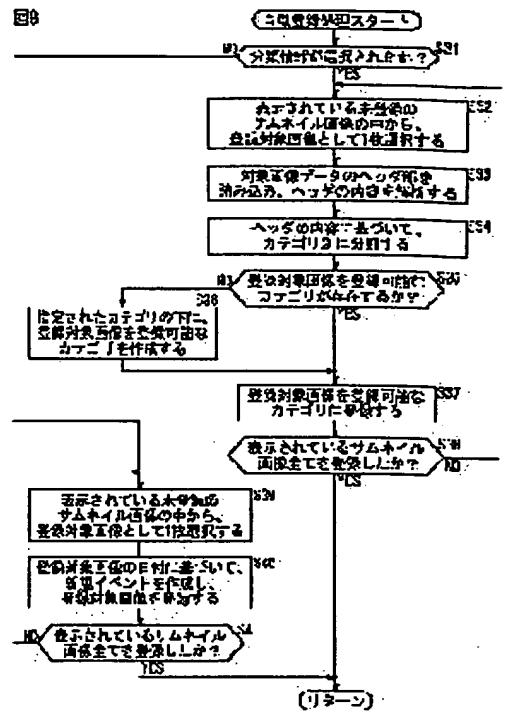 分類情報が選択されたか?
YES
表示されている未登録の
サムネイル画像の中から、
登録対象画像として1枚選択する
対象画像データのヘッダ部を
読み込み、ヘッダの内容を解析する
ヘッダの内容に基づいて、
カテゴリ別に分類する
登録対象画像を登録可能な
カテゴリが存在するか?
YES
指定されたカテゴリの下に、
登録対象画像を登録可能な
カテゴリを作成する
登録対象画像を登録可能な
カテゴリに登録する
表示されているサムネイル
画像全てを登録したか?
NO
YES
表示されている未登録の
サムネイル画像の中から、
登録対象画像として1枚選択する
登録対象画像の日付に基づいて、
新規イベントを作成し、
登録対象画像を登録する
NO
表示されているサムネイル
画像全てを登録したか?
YES
リターン